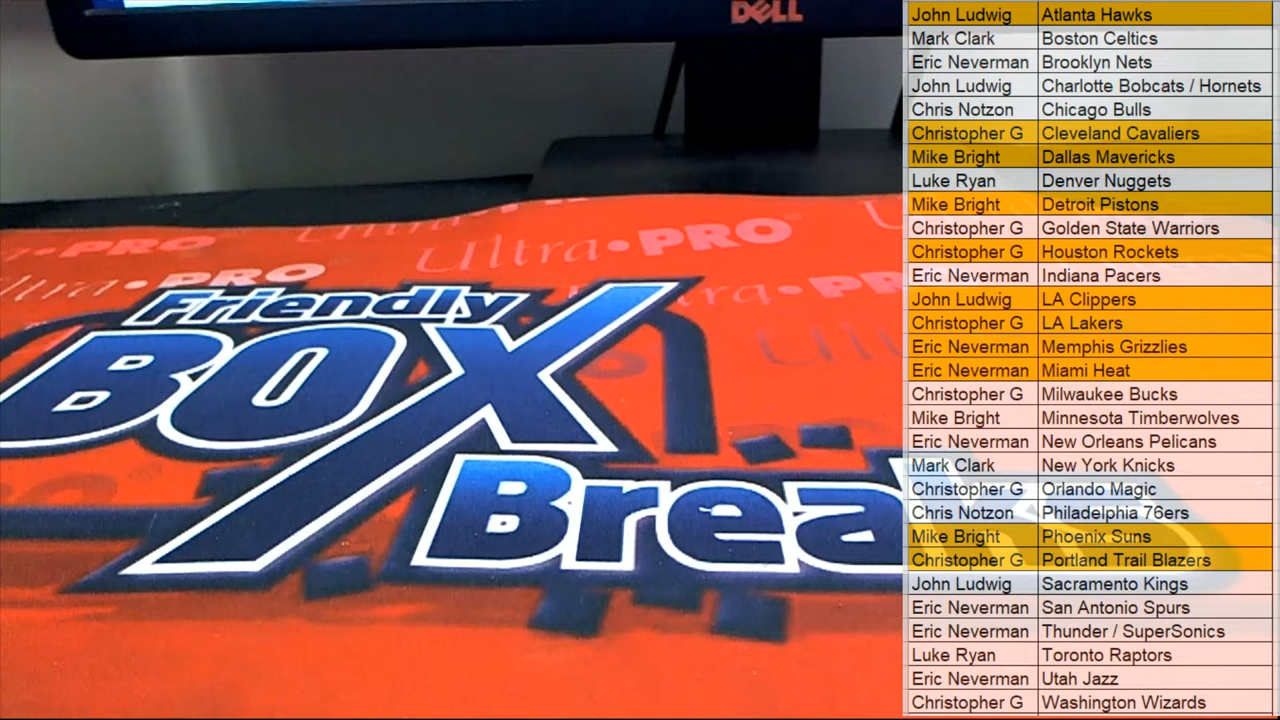 DELL
Ultra•PRO
Ultra•PRO
Friendly
BOX
Brea
John Ludwig Atlanta Hawks
Mark Clark Boston Celtics
Eric Neverman Brooklyn Nets
John Ludwig Charlotte Bobcats / Hornets
Chris Notzon Chicago Bulls
Christopher G Cleveland Cavaliers
Mike Bright Dallas Mavericks
Luke Ryan Denver Nuggets
Mike Bright Detroit Pistons
Christopher G Golden State Warriors
Christopher G Houston Rockets
Eric Neverman Indiana Pacers
John Ludwig LA Clippers
Christopher G LA Lakers
Eric Neverman Memphis Grizzlies
Eric Neverman Miami Heat
Christopher G Milwaukee Bucks
Mike Bright Minnesota Timberwolves
Eric Neverman New Orleans Pelicans
Mark Clark New York Knicks
Christopher G Orlando Magic
Chris Notzon Philadelphia 76ers
Mike Bright Phoenix Suns
Christopher G Portland Trail Blazers
John Ludwig Sacramento Kings
Eric Neverman San Antonio Spurs
Eric Neverman Thunder / SuperSonics
Luke Ryan Toronto Raptors
Eric Neverman Utah Jazz
Christopher G Washington Wizards